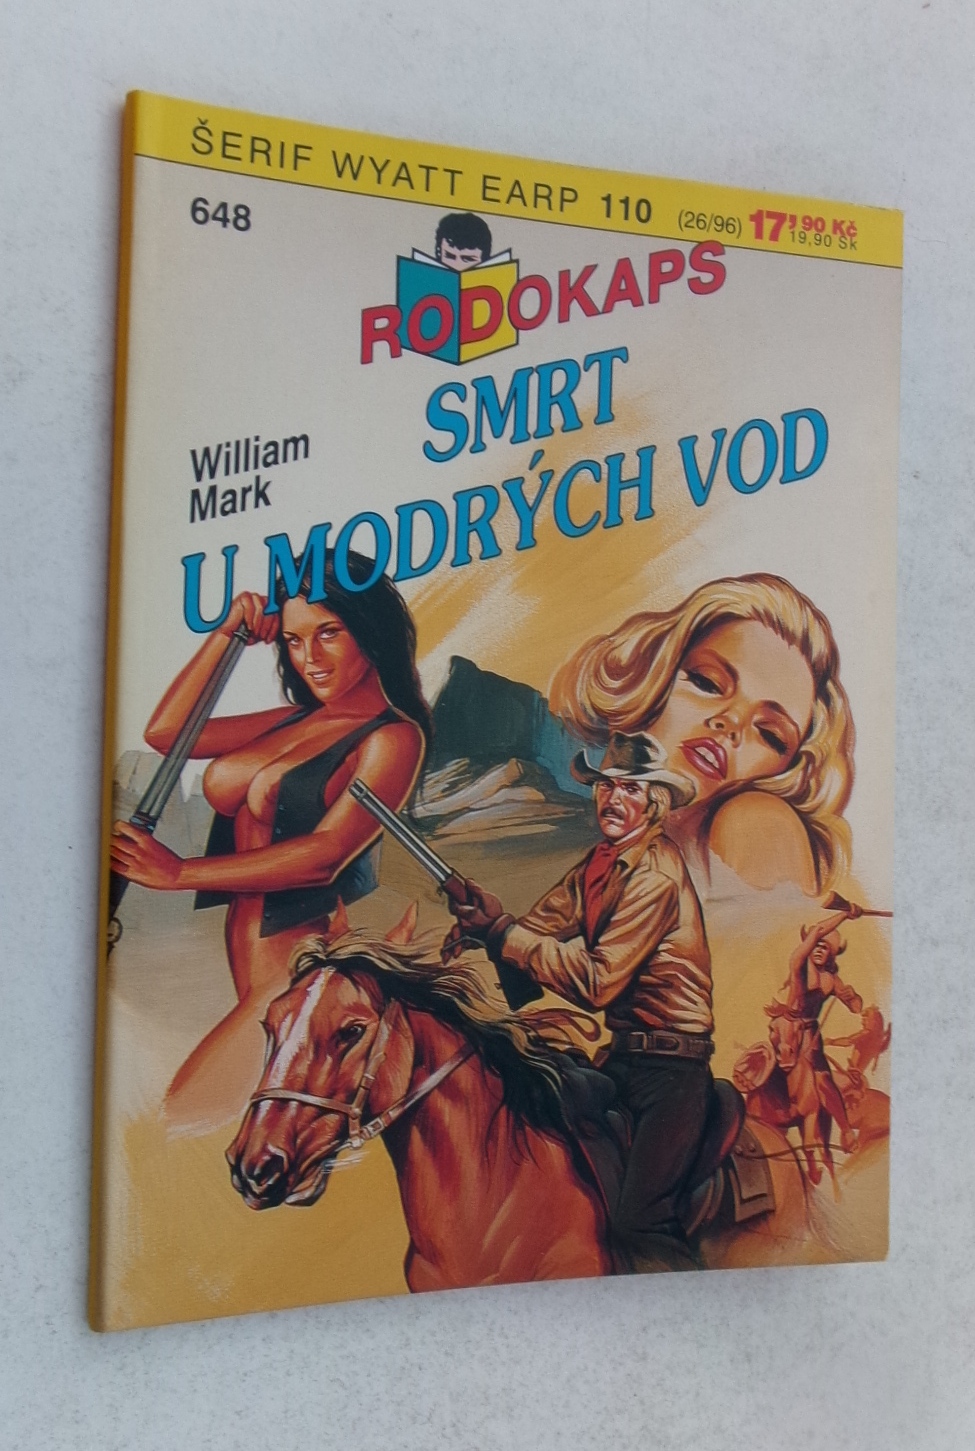 ŠERIF WYATT EARP 110 (26/96) 17,90 Kč
19,90 Sk
648
RODOKAPS
SMRT
U MODRÝCH VOD
William
Mark